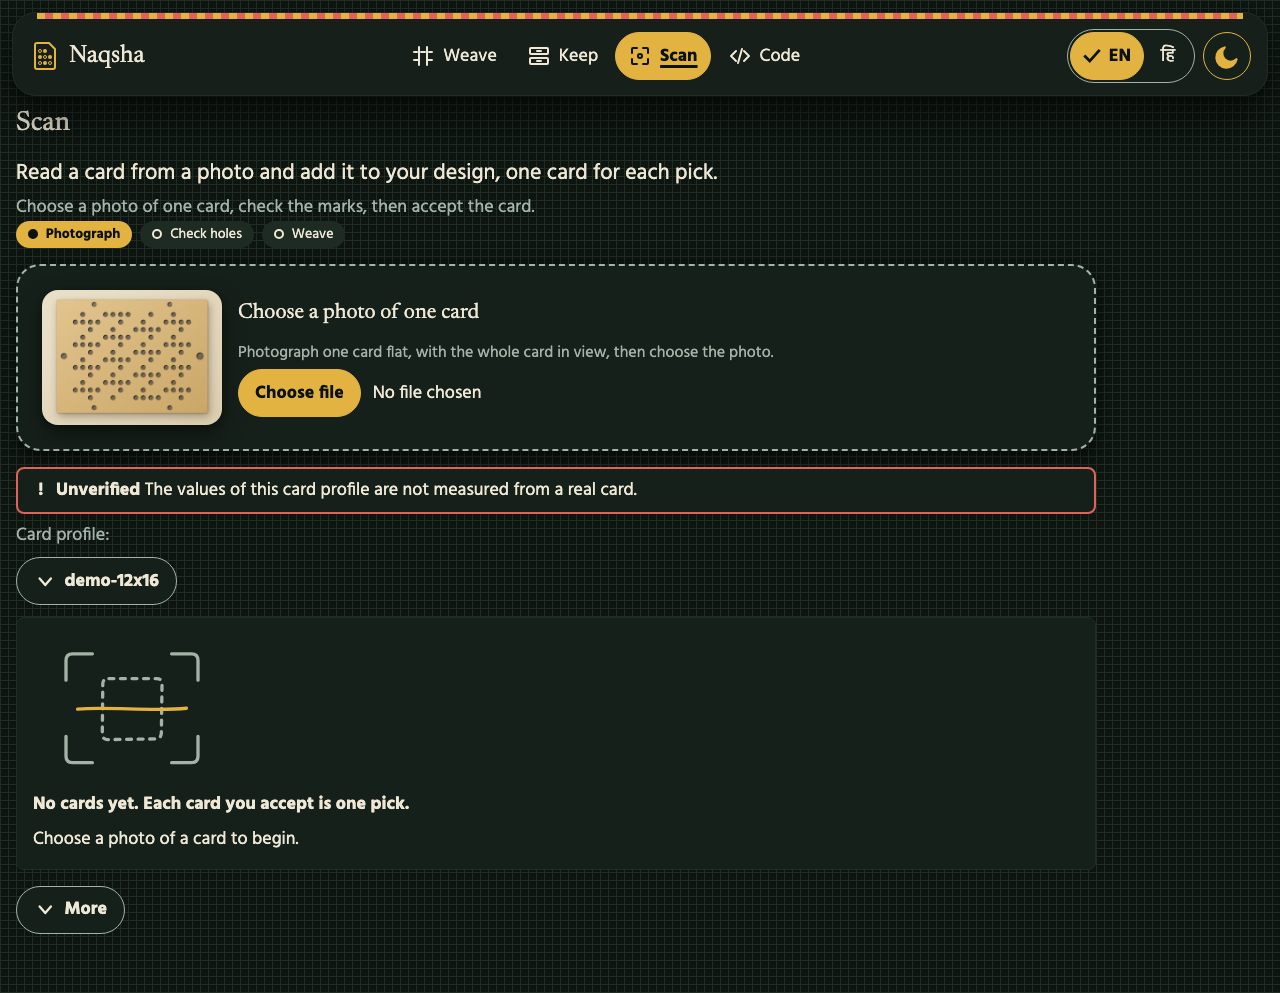 Naqsha
Weave
Keep
Scan
Code
EN
हि
Scan
Read a card from a photo and add it to your design, one card for each pick.
Choose a photo of one card, check the marks, then accept the card.
Photograph
Check holes
Weave
Choose a photo of one card
Photograph one card flat, with the whole card in view, then choose the photo.
Choose file
No file chosen
! Unverified The values of this card profile are not measured from a real card.
Card profile:
demo-12x16
No cards yet. Each card you accept is one pick.
Choose a photo of a card to begin.
More